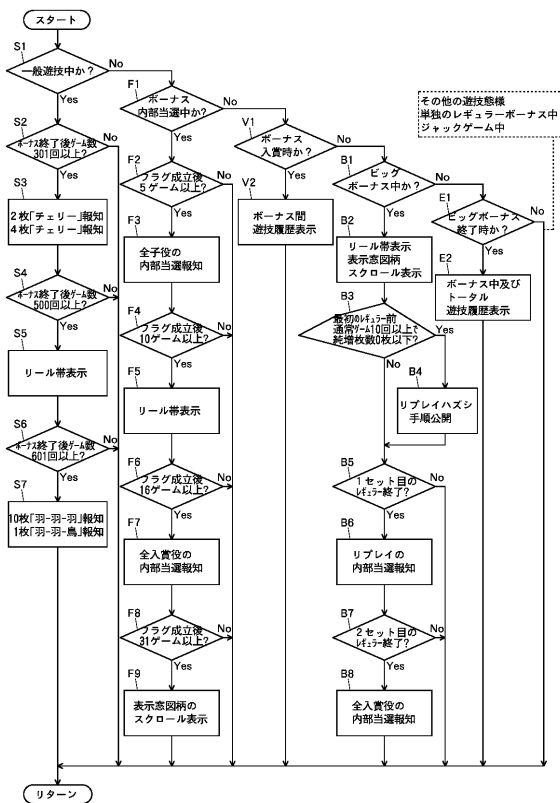 スタート
S1
一般遊技中か?
No
Yes
S2
ボーナス終了後ゲーム数
301回以上?
No
Yes
S3
2枚「チェリー」報知
4枚「チェリー」報知
S4
ボーナス終了後ゲーム数
500回以上?
No
Yes
S5
リール帯表示
S6
ボーナス終了後ゲーム数
601回以上?
No
Yes
S7
10枚「羽-羽-羽」報知
1枚「羽-羽-鳥」報知
リターン
F1
ボーナス
内部当選中か?
No
Yes
F2
フラグ成立後
5ゲーム以上?
No
Yes
F3
全子役の
内部当選報知
F4
フラグ成立後
10ゲーム以上?
No
Yes
F5
リール帯表示
F6
フラグ成立後
16ゲーム以上?
No
Yes
F7
全入賞役の
内部当選報知
F8
フラグ成立後
31ゲーム以上?
No
Yes
F9
表示窓図柄の
スクロール表示
V1
ボーナス
入賞時か?
No
Yes
V2
ボーナス間
遊技履歴表示
B1
ビッグ
ボーナス中か?
No
Yes
B2
リール帯表示
表示窓図柄
スクロール表示
B3
最初のレギュラー前
通常ゲーム10回以上で
純増枚数0枚以下?
Yes
No
B4
リプレイハズシ
手順公開
B5
1セット目の
レギュラー終了?
No
Yes
B6
リプレイの
内部当選報知
B7
2セット目の
レギュラー終了?
No
Yes
B8
全入賞役の
内部当選報知
その他の遊技態様
単独のレギュラーボーナス中
ジャックゲーム中
E1
ビッグボーナス
終了時か?
No
Yes
E2
ボーナス中及び
トータル
遊技履歴表示